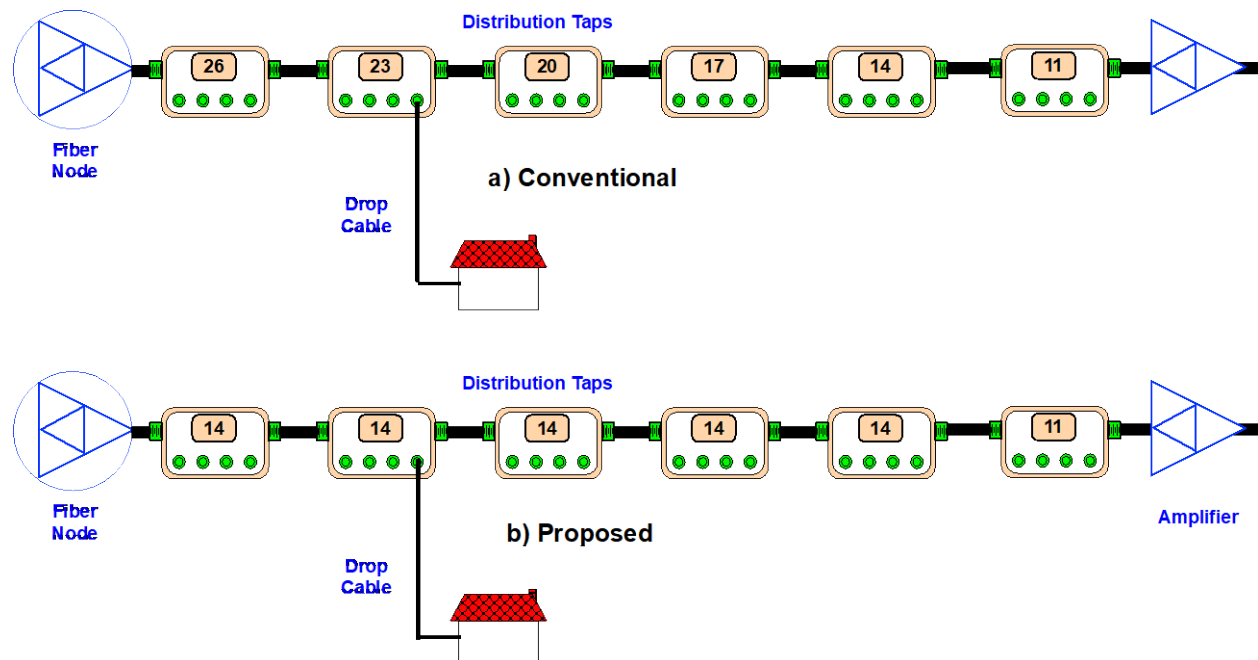 Distribution Taps
26 23 20 17 14 11
Fiber
Node
a) Conventional
Drop
Cable
Distribution Taps
14 14 14 14 14 11
Fiber
Node
Amplifier
b) Proposed
Drop
Cable